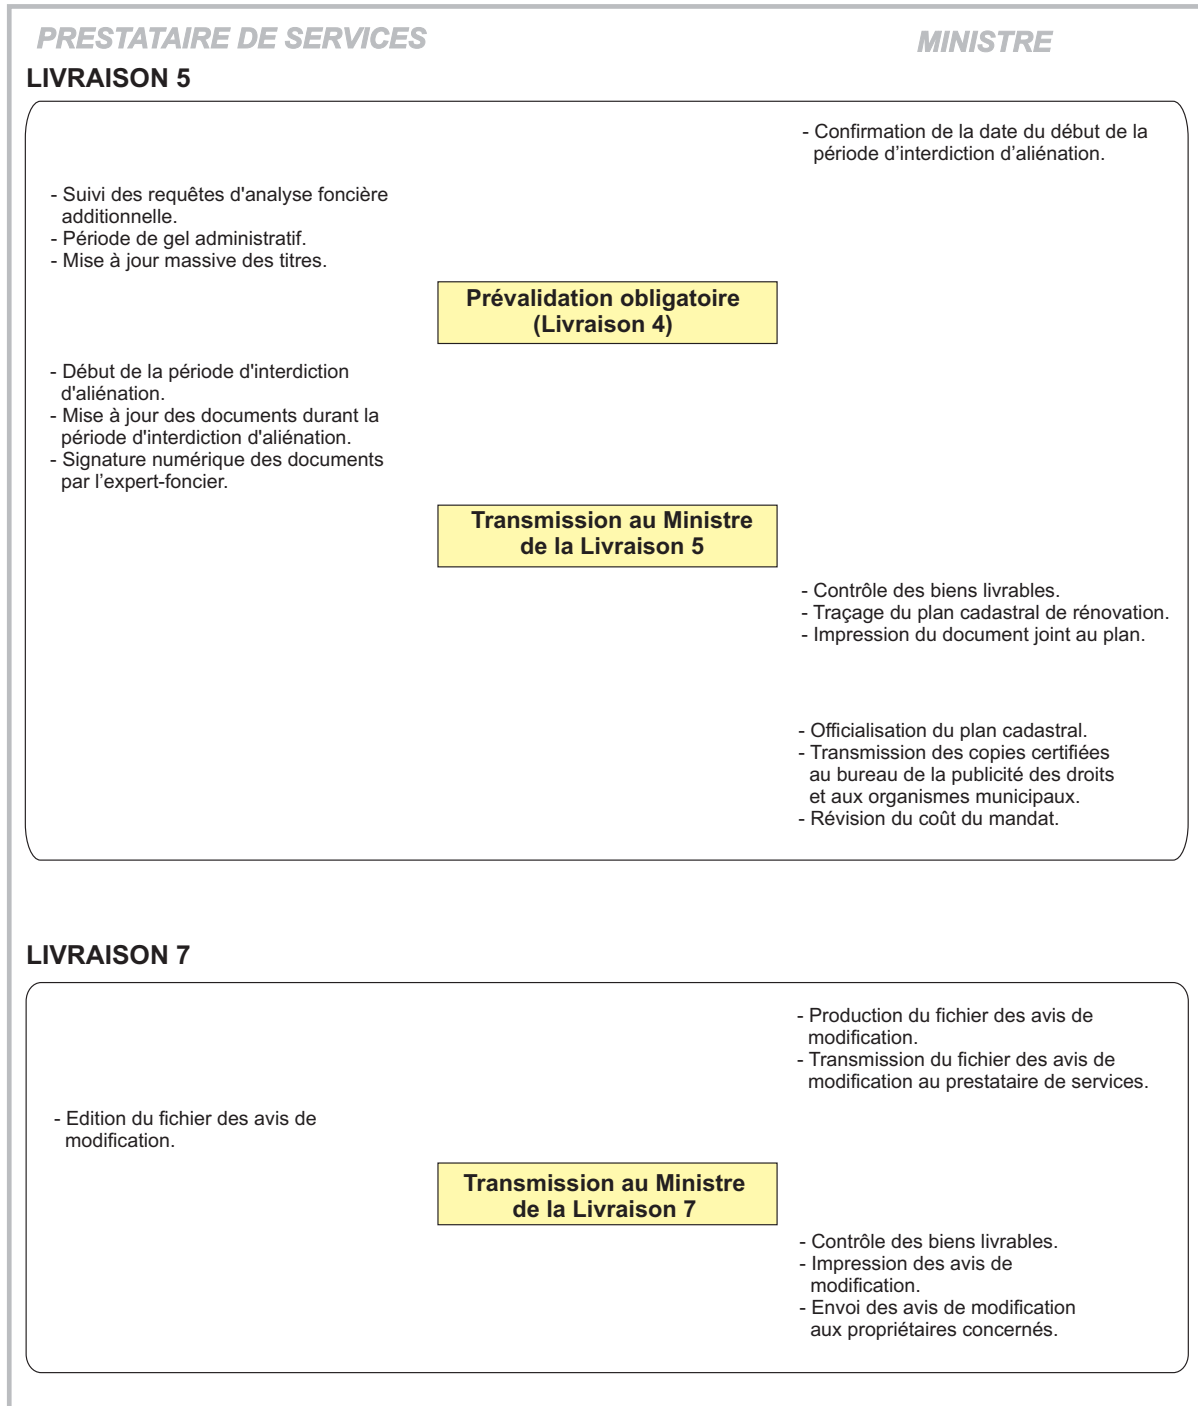 PRESTATAIRE DE SERVICES
MINISTRE
LIVRAISON 5
- Confirmation de la date du début de la
période d’interdiction d’aliénation.
- Suivi des requêtes d'analyse foncière
additionnelle.
- Période de gel administratif.
- Mise à jour massive des titres.
Prévalidation obligatoire
(Livraison 4)
- Début de la période d'interdiction
d'aliénation.
- Mise à jour des documents durant la
période d'interdiction d'aliénation.
- Signature numérique des documents
par l’expert-foncier.
Transmission au Ministre
de la Livraison 5
- Contrôle des biens livrables.
- Traçage du plan cadastral de rénovation.
- Impression du document joint au plan.
- Officialisation du plan cadastral.
- Transmission des copies certifiées
au bureau de la publicité des droits
et aux organismes municipaux.
- Révision du coût du mandat.
LIVRAISON 7
- Production du fichier des avis de
modification.
- Transmission du fichier des avis de
modification au prestataire de services.
- Edition du fichier des avis de
modification.
Transmission au Ministre
de la Livraison 7
- Contrôle des biens livrables.
- Impression des avis de
modification.
- Envoi des avis de modification
aux propriétaires concernés.